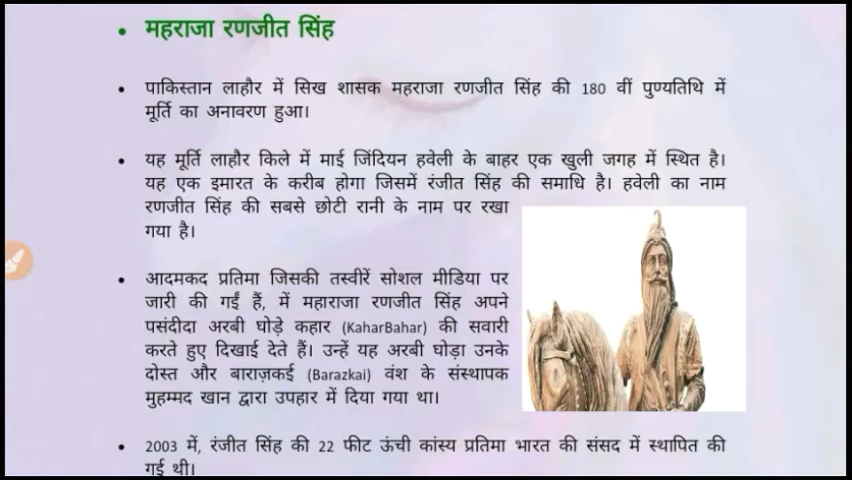 महराजा रणजीत सिंह
पाकिस्तान लाहौर में सिख शासक महराजा रणजीत सिंह की 180 वीं पुण्यतिथि में
मूर्ति का अनावरण हुआ।
यह मूर्ति लाहौर किले में माई जिंदियन हवेली के बाहर एक खुली जगह में स्थित है।
यह एक इमारत के करीब होगा जिसमें रंजीत सिंह की समाधि है। हवेली का नाम
रणजीत सिंह की सबसे छोटी रानी के नाम पर रखा
गया है।
आदमकद प्रतिमा जिसकी तस्वीरें सोशल मीडिया पर
जारी की गईं हैं, में महाराजा रणजीत सिंह अपने
पसंदीदा अरबी घोड़े कहार (KaharBahar) की सवारी
करते हुए दिखाई देते हैं। उन्हें यह अरबी घोड़ा उनके
दोस्त और बाराज़कई (Barazkai) वंश के संस्थापक
मुहम्मद खान द्वारा उपहार में दिया गया था।
2003 में, रंजीत सिंह की 22 फीट ऊंची कांस्य प्रतिमा भारत की संसद में स्थापित की
गई थी।